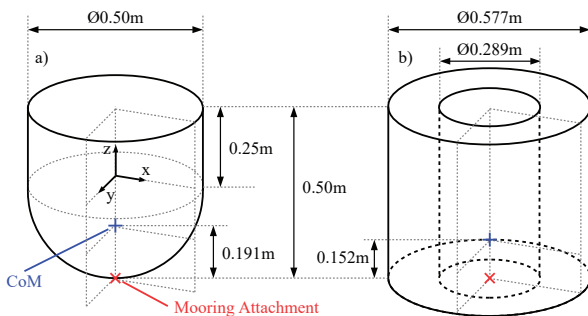 Ø0.50m
Ø0.577m
a)
b)
Ø0.289m
z
x
y
0.25m
0.50m
0.191m
0.152m
CoM
Mooring Attachment